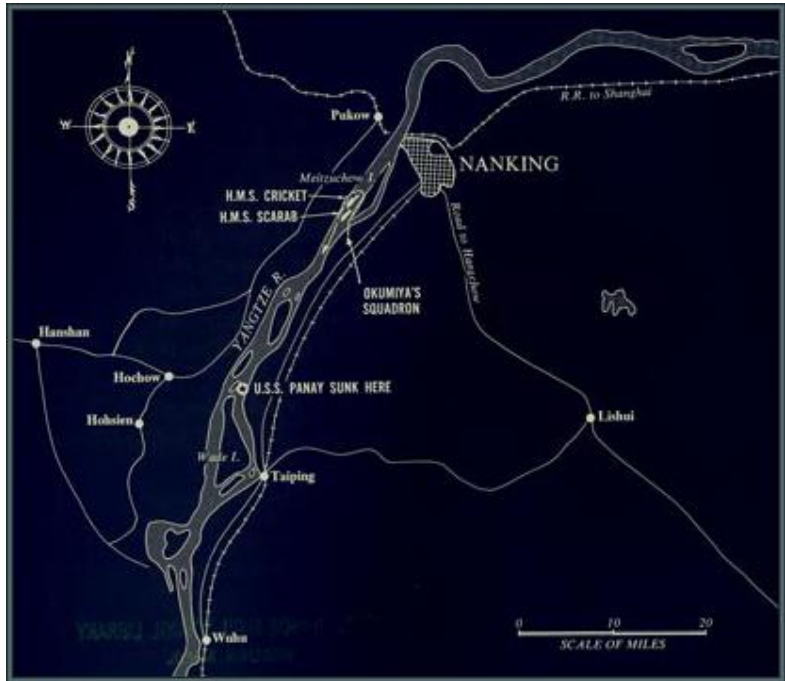 N
W
E
S
Pukow
R.R. to Shanghai
NANKING
Meitzuchow I.
H.M.S. CRICKET
H.M.S. SCARAB
Road to Hangchow
OKUMIYA'S
SQUADRON
YANGTZE R.
Hanshan
Hochow
U.S.S. PANAY SUNK HERE
Hohsien
Lishui
Wade I.
Taiping
Wuhu
0 10 20
SCALE OF MILES